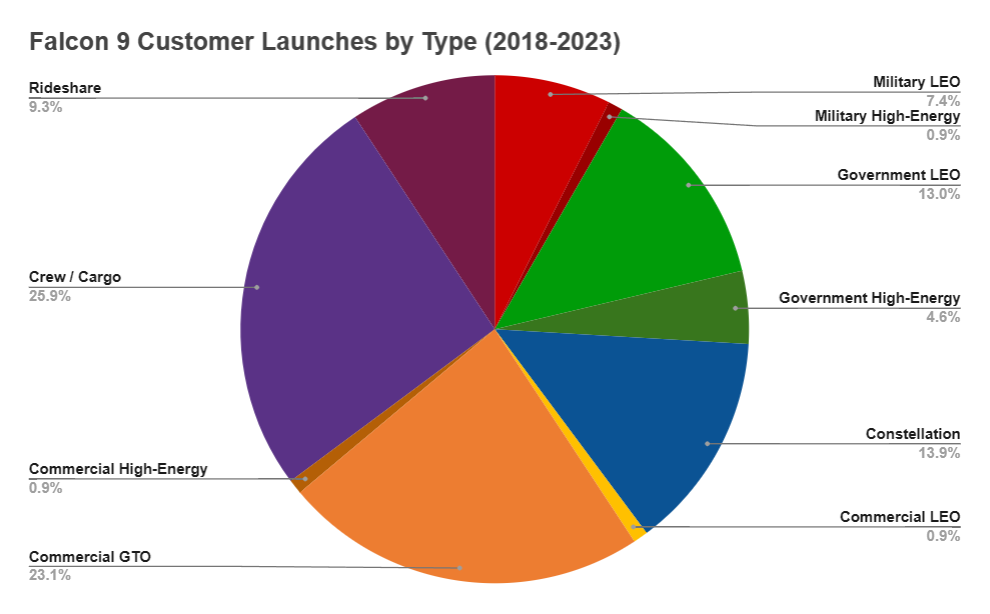 Falcon 9 Customer Launches by Type (2018-2023)
Rideshare
9.3%
Military LEO
7.4%
Military High-Energy
0.9%
Government LEO
13.0%
Crew / Cargo
25.9%
Government High-Energy
4.6%
Constellation
13.9%
Commercial High-Energy
0.9%
Commercial LEO
0.9%
Commercial GTO
23.1%